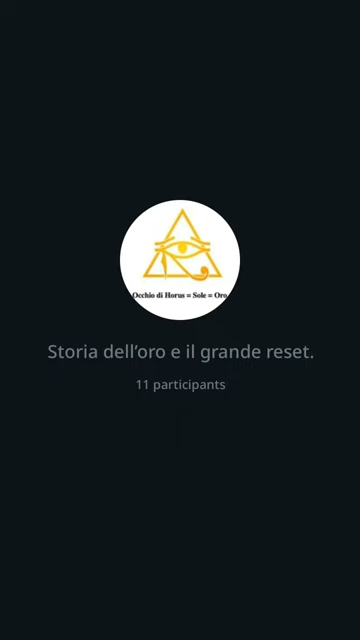 Occhio di Horus = Sole = Oro
Storia dell’oro e il grande reset.
11 participants